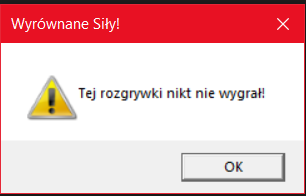 Wyrównane Siły!
Tej rozgrywki nikt nie wygrał!
OK